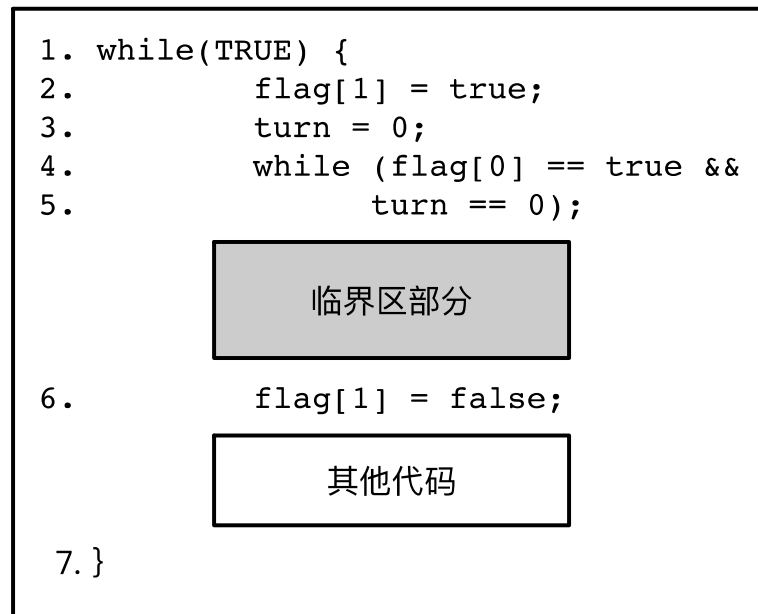 1. while(TRUE) {
2. flag[1] = true;
3. turn = 0;
4. while (flag[0] == true &&
5. turn == 0);
临界区部分
6. flag[1] = false;
其他代码
7. }